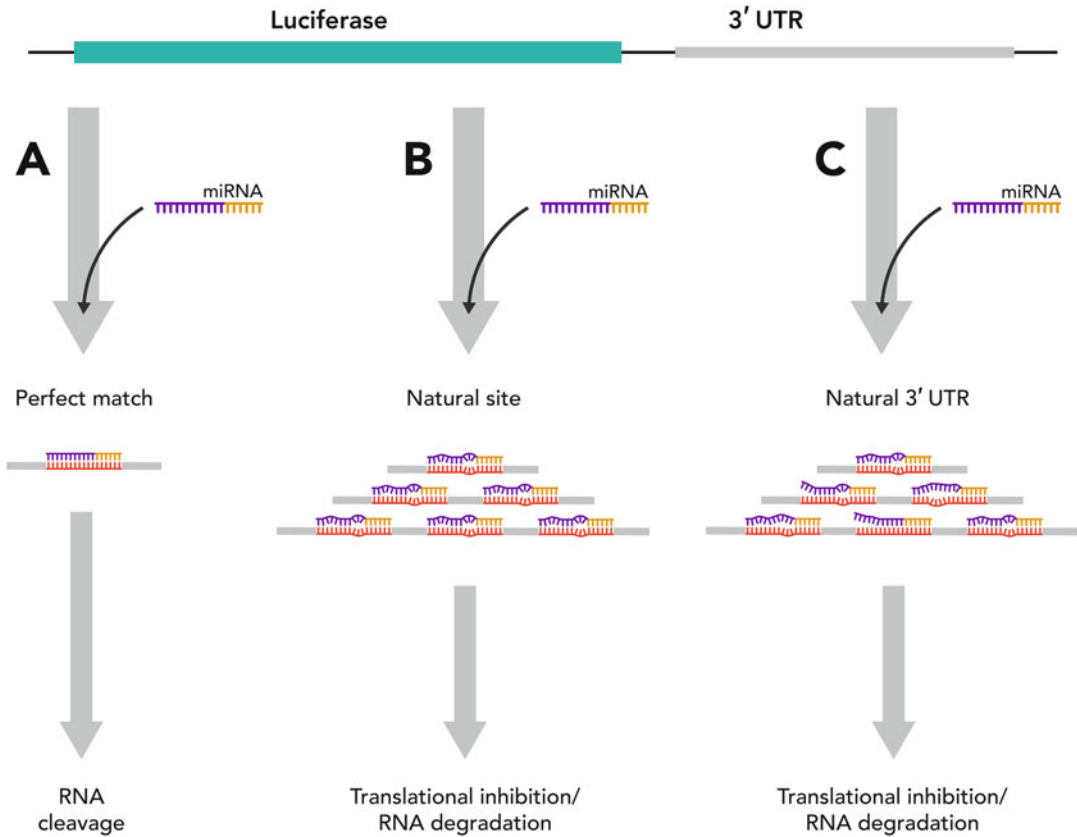 Luciferase
3′ UTR
A
miRNA
B
miRNA
C
miRNA
Perfect match
Natural site
Natural 3′ UTR
RNA
cleavage
Translational inhibition/
RNA degradation
Translational inhibition/
RNA degradation